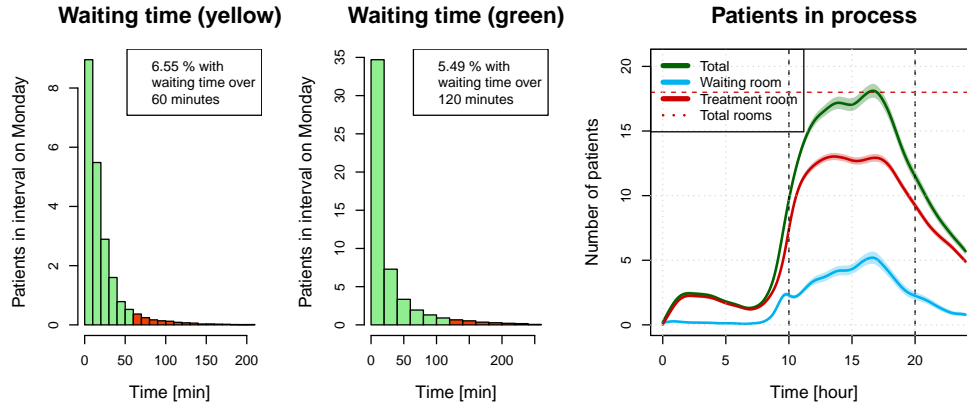 Waiting time (yellow)
6.55 % with
waiting time over
60 minutes
Patients in interval on Monday
8
6
4
2
0
0 50 100 200
Time [min]
Waiting time (green)
5.49 % with
waiting time over
120 minutes
Patients in interval on Monday
35
30
25
20
15
10
5
0
0 50 100 200
Time [min]
Patients in process
Total
Waiting room
Treatment room
Total rooms
Number of patients
20
15
10
5
0
0 5 10 15 20
Time [hour]